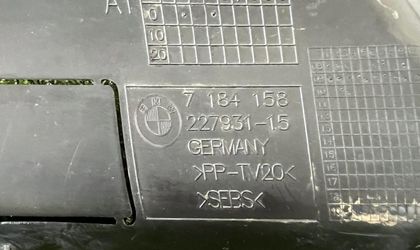 A1
0
10
20
BMW
7 184 158
227931-15
GERMANY
>PP-TV20<
>SEBS<